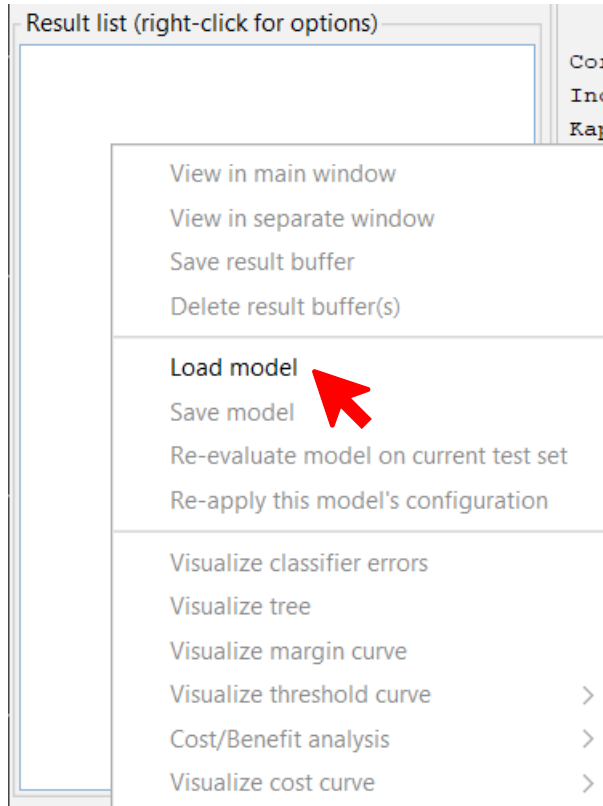 Result list (right-click for options)
View in main window
View in separate window
Save result buffer
Delete result buffer(s)
Load model
Save model
Re-evaluate model on current test set
Re-apply this model's configuration
Visualize classifier errors
Visualize tree
Visualize margin curve
Visualize threshold curve
Cost/Benefit analysis
Visualize cost curve